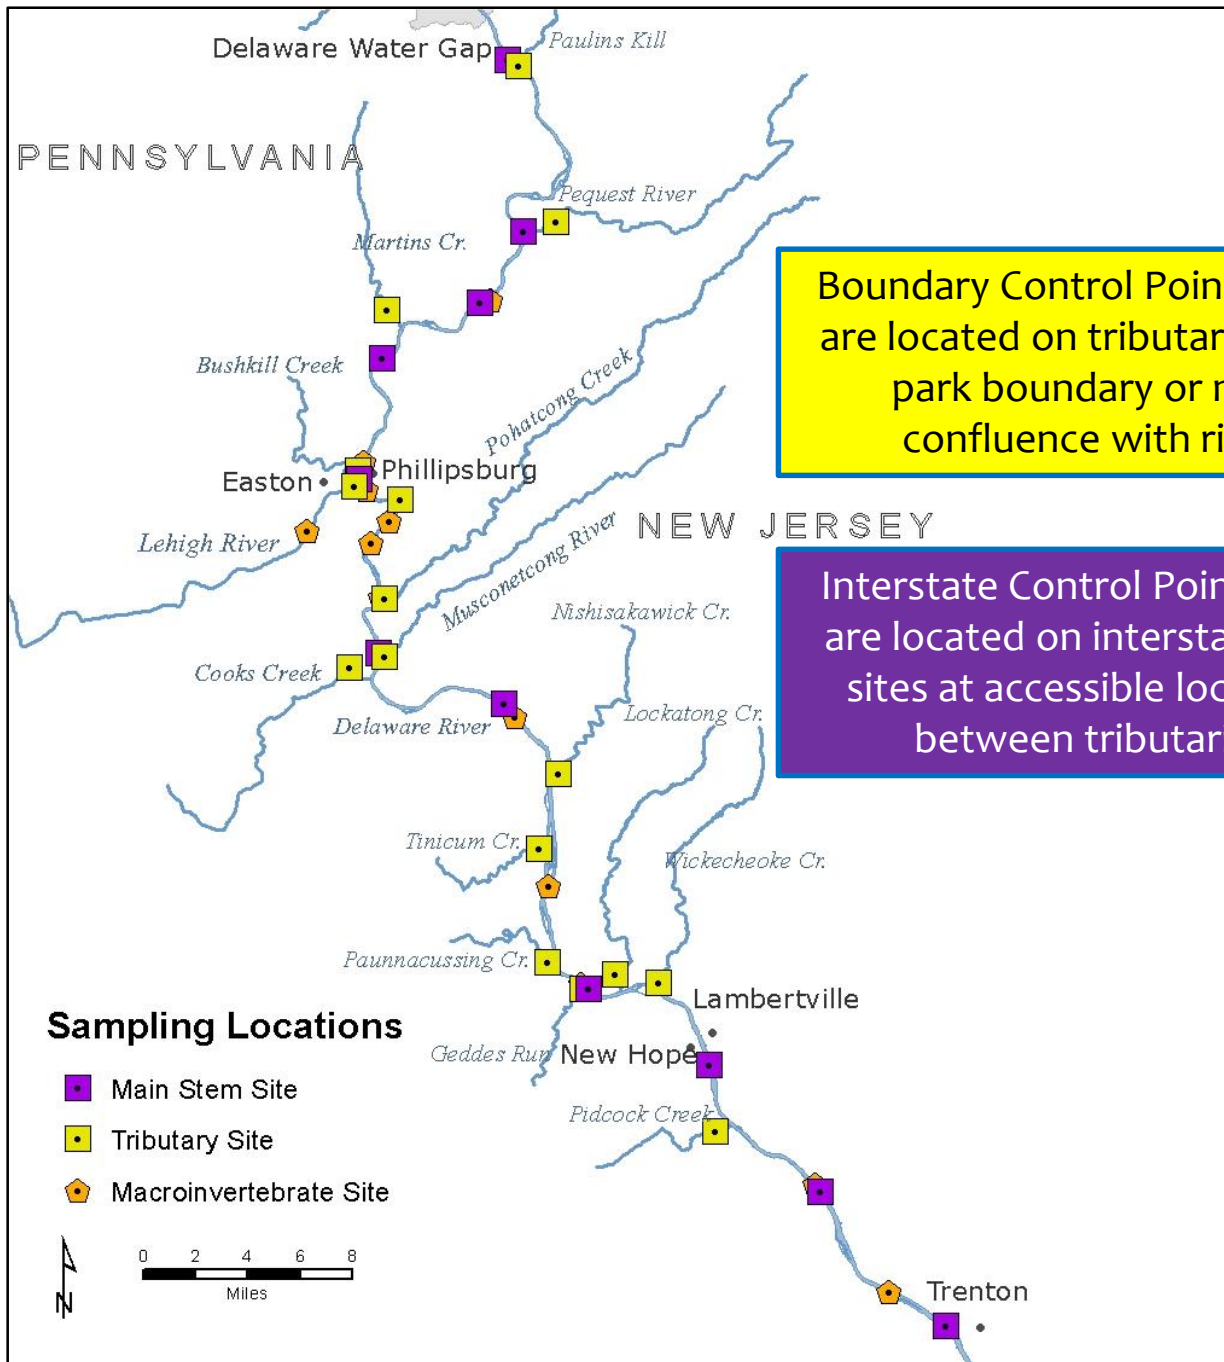 Delaware Water Gap
Paulins Kill
PENNSYLVANIA
Pequest River
Martins Cr.
Boundary Control Poin
are located on tributar
park boundary or
confluence with
Bushkill Creek
Pohatcong Creek
Easton
Phillipsburg
NEW JERSEY
Lehigh River
Musconetcong River
Interstate Control Poin
are located on intersta
sites at accessible loc
between tributar
Nishisakawick Cr.
Cooks Creek
Delaware River
Lockatong Cr.
Tinicum Cr.
Wickecheoke Cr.
Paunnacussing Cr.
Lambertville
Geddes Run
New Hope
Pidcock Creek
Sampling Locations
Main Stem Site
Tributary Site
Macroinvertebrate Site
0 2 4 6 8
Miles
N
Trenton